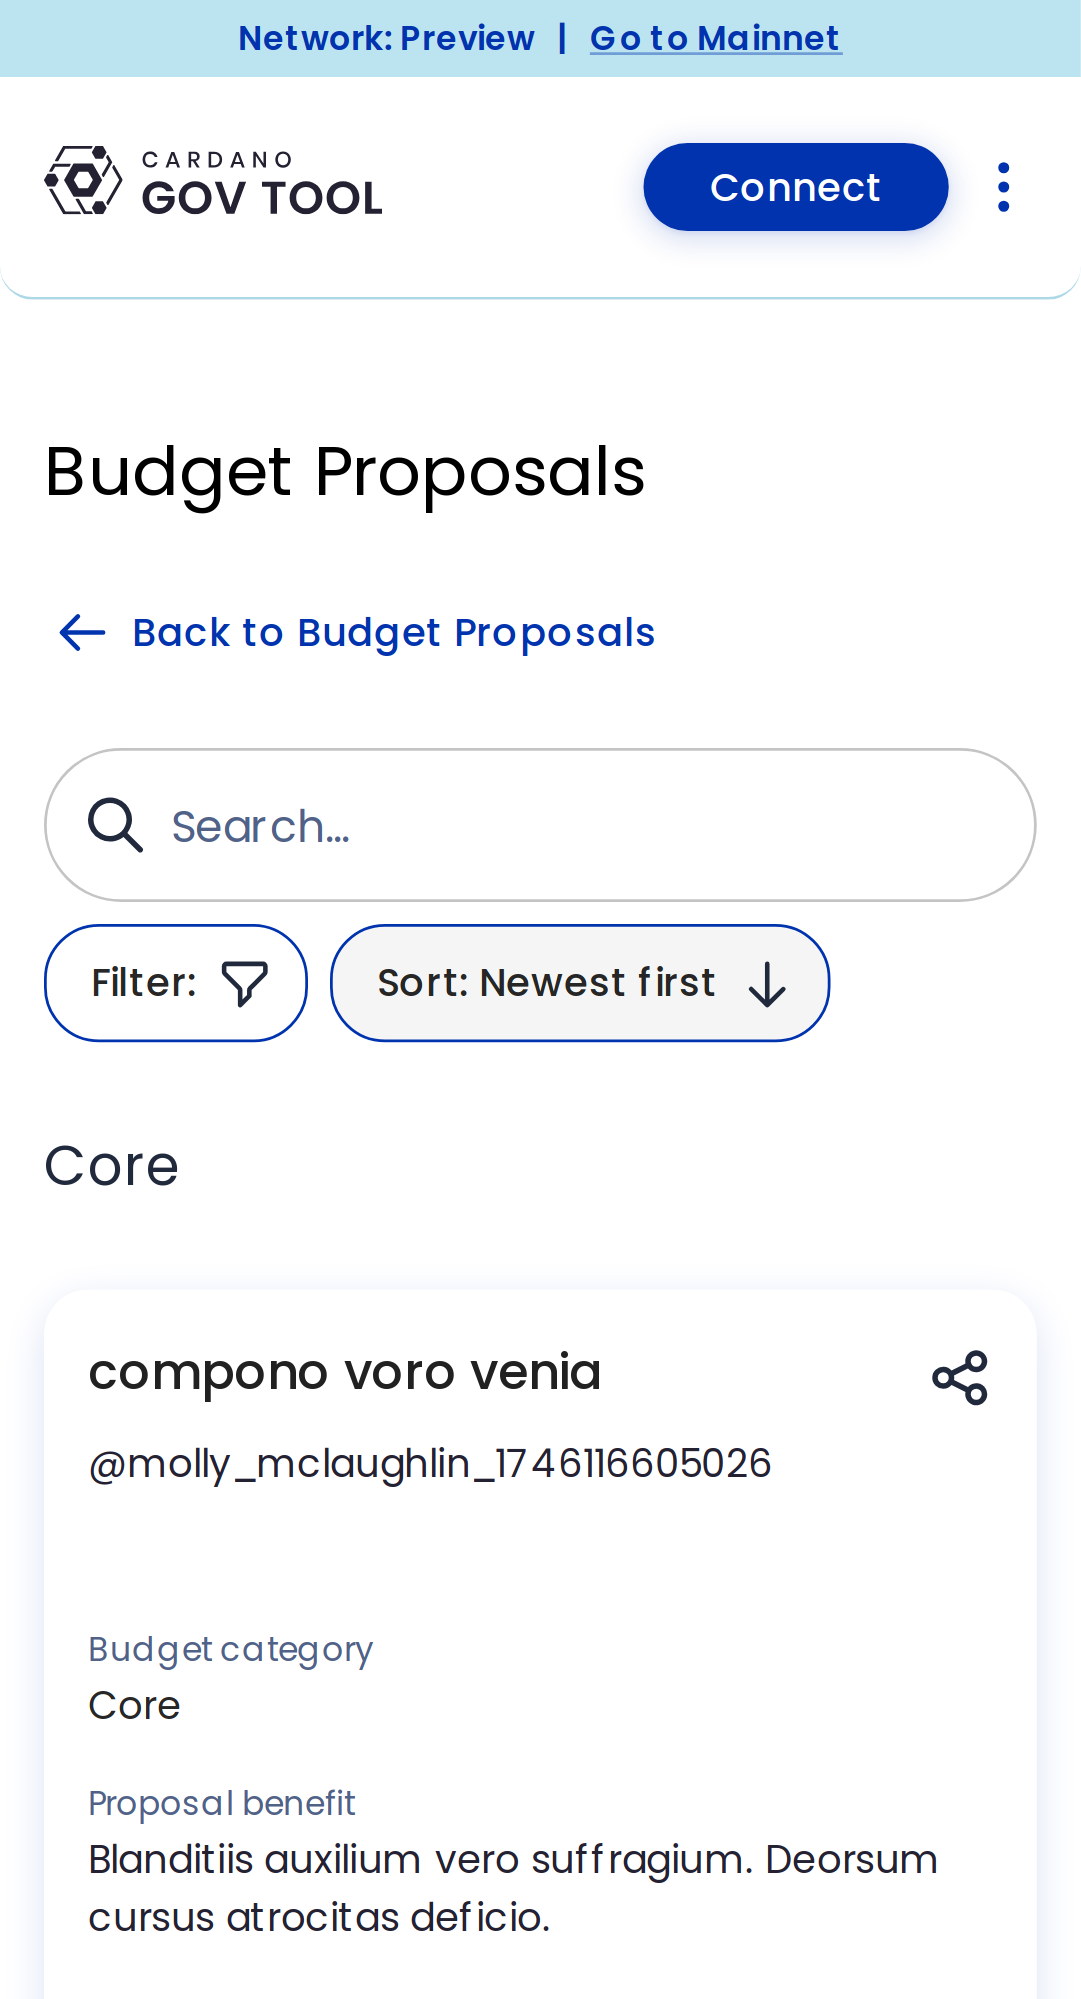 Network: Preview | Go to Mainnet
CARDANO
GOV TOOL
Connect
Budget Proposals
Back to Budget Proposals
Search...
Filter:
Sort: Newest first
Core
compono voro venia
@molly_mclaughlin_1746116605026
Budget category
Core
Proposal benefit
Blanditiis auxilium vero suffragium. Deorsum
cursus atrocitas deficio.